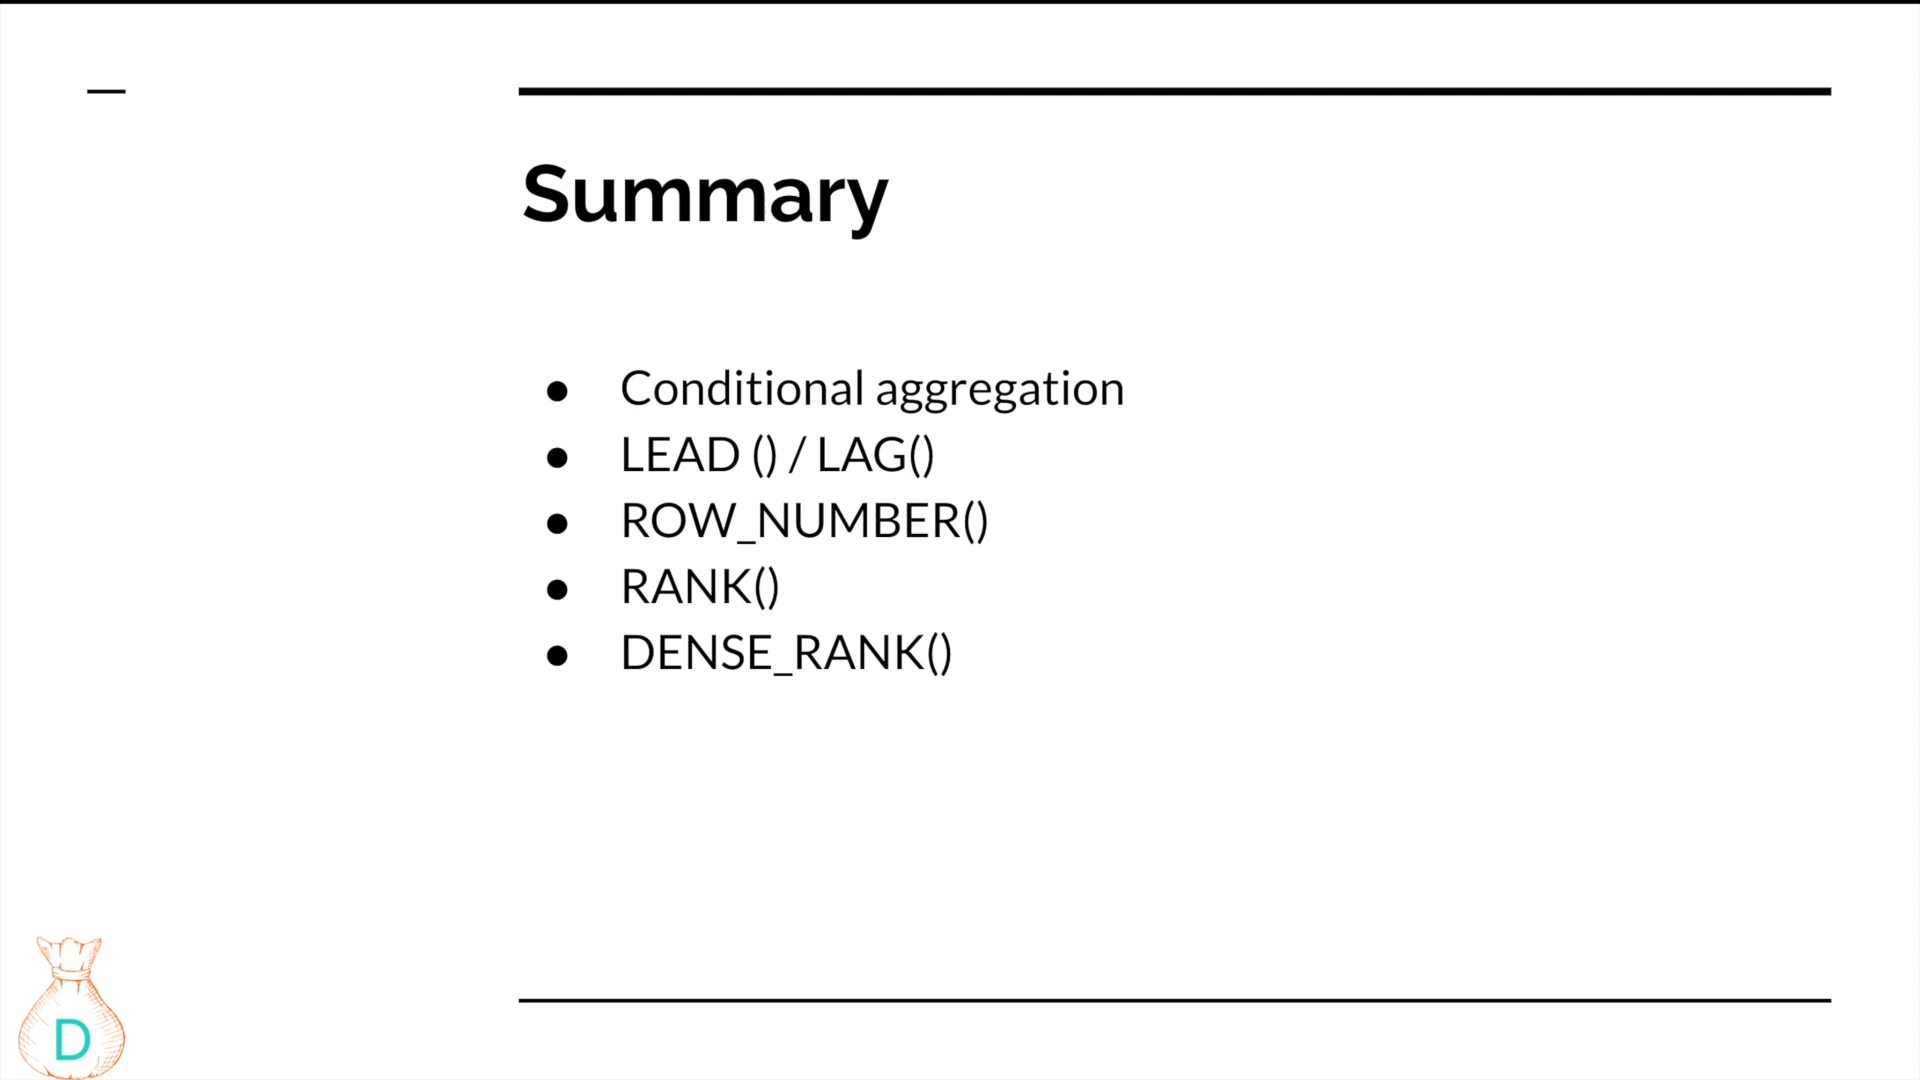 Summary
● Conditional aggregation
● LEAD () / LAG()
● ROW_NUMBER()
● RANK()
● DENSE_RANK()
D